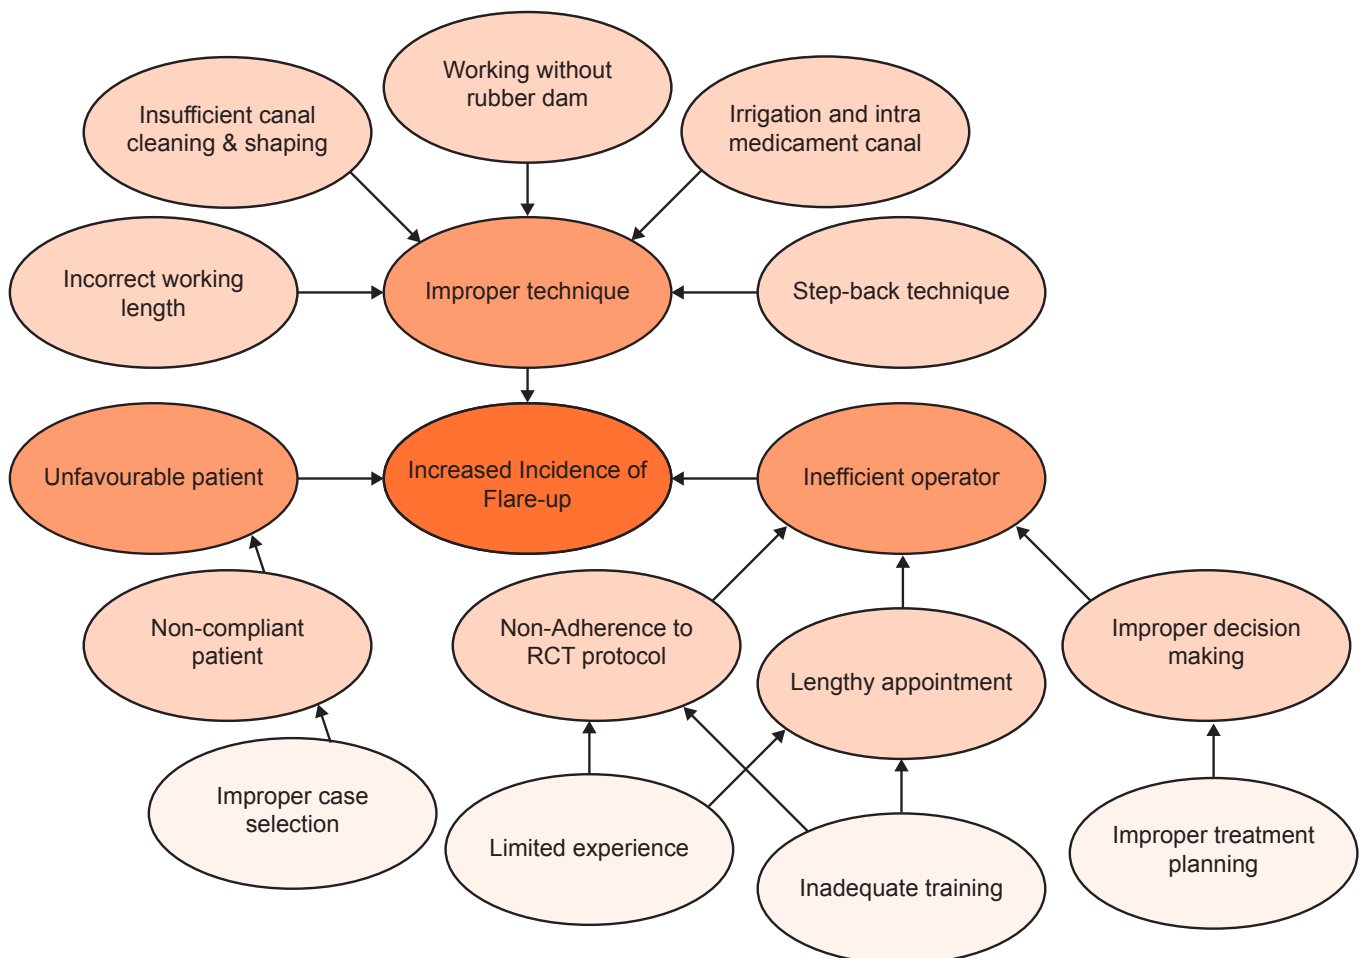 Working without
rubber dam
Insufficient canal
cleaning & shaping
Irrigation and intra
medicament canal
Incorrect working
length
Improper technique
Step-back technique
Unfavourable patient
Increased Incidence of
Flare-up
Inefficient operator
Non-compliant
patient
Non-Adherence to
RCT protocol
Lengthy appointment
Improper decision
making
Improper case
selection
Limited experience
Inadequate training
Improper treatment
planning